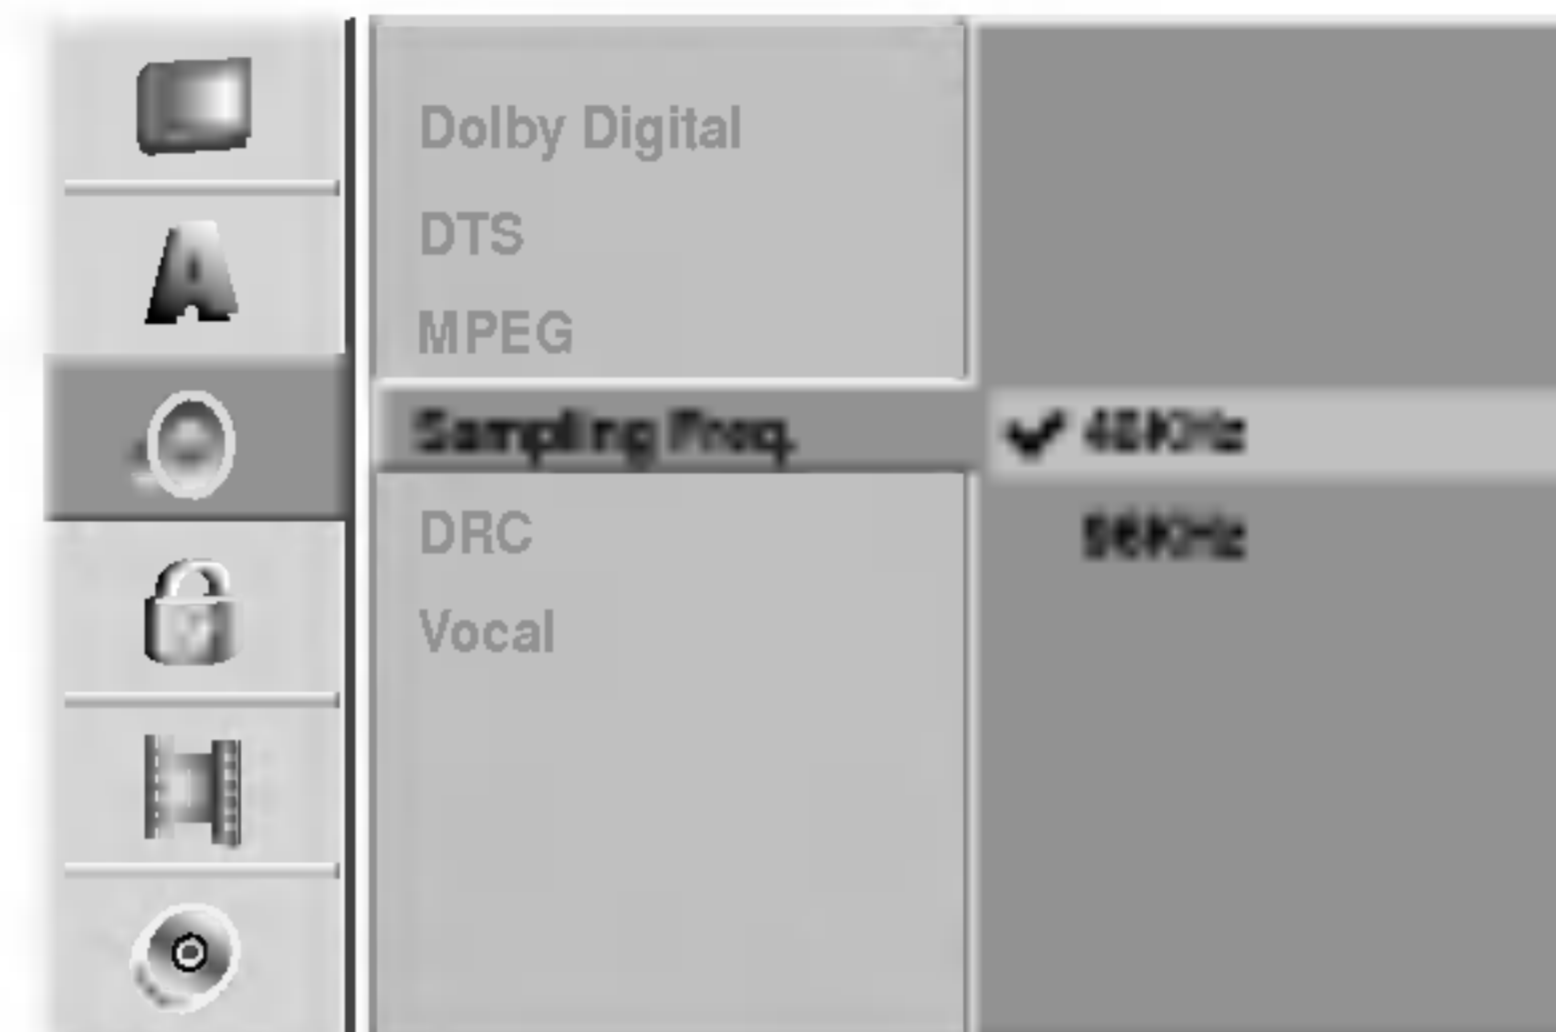 Dolby Digital
DTS
MPEG
Sampling Freq.
48KHz
96KHz
DRC
Vocal